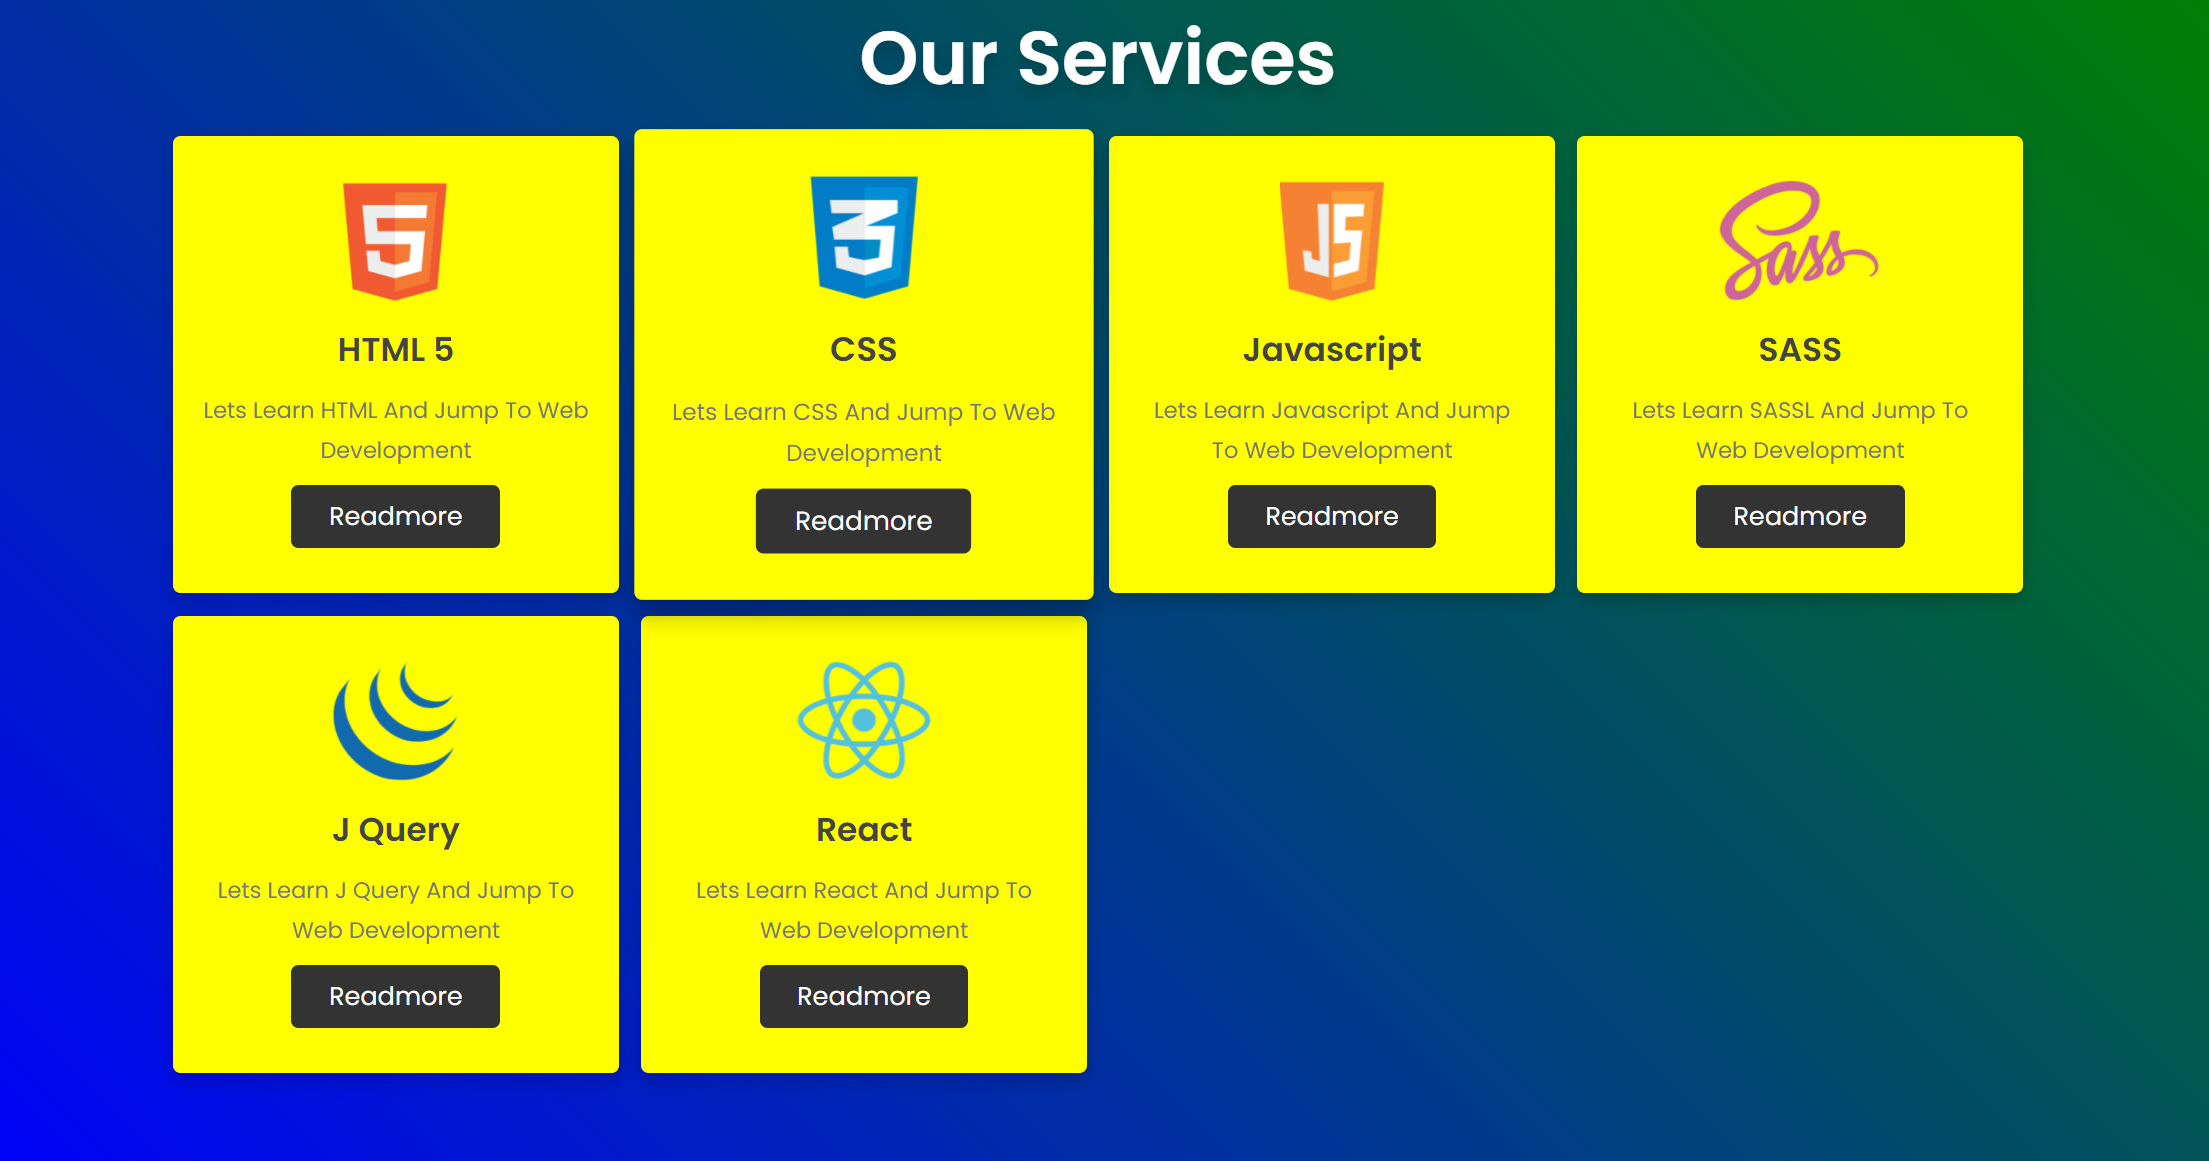 Our Services
5
HTML 5
Lets Learn HTML And Jump To Web
Development
Readmore
3
CSS
Lets Learn CSS And Jump To Web
Development
Readmore
JS
Javascript
Lets Learn Javascript And Jump
To Web Development
Readmore
Sass
SASS
Lets Learn SASSL And Jump To
Web Development
Readmore
J Query
Lets Learn J Query And Jump To
Web Development
Readmore
React
Lets Learn React And Jump To
Web Development
Readmore